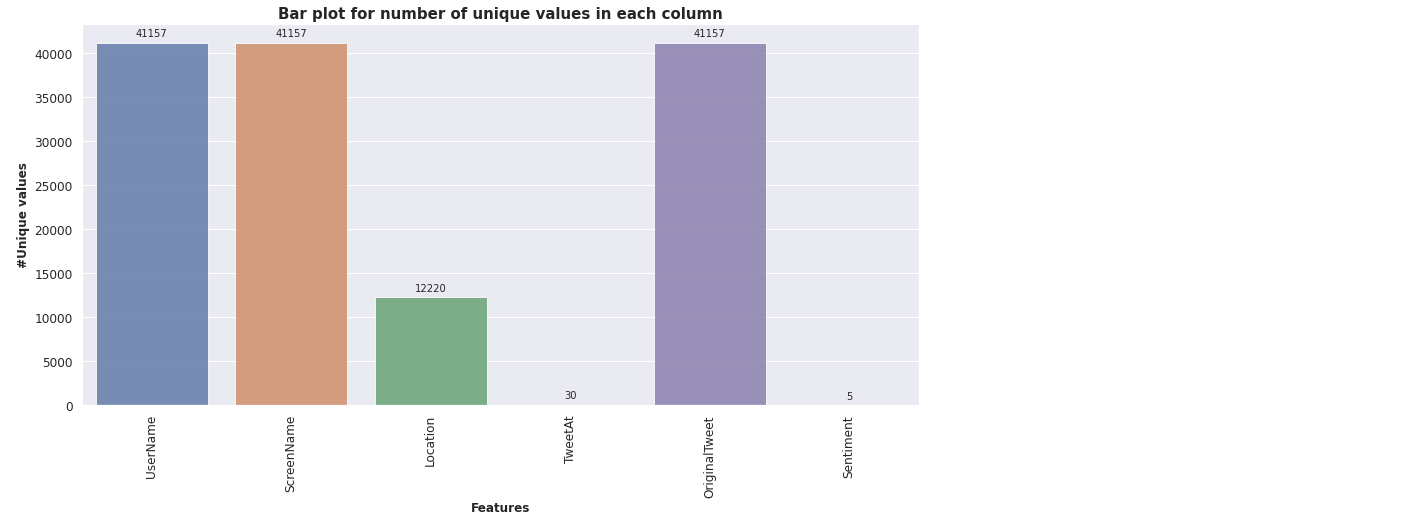 Bar plot for number of unique values in each column
41157
41157
41157
12220
30
5
40000
35000
30000
25000
20000
15000
10000
5000
0
#Unique values
UserName
ScreenName
Location
TweetAt
OriginalTweet
Sentiment
Features